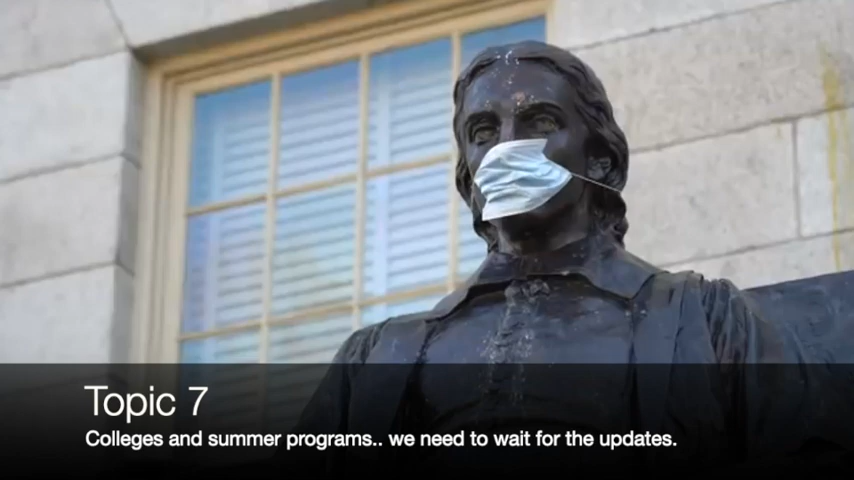 Topic 7
Colleges and summer programs.. we need to wait for the updates.